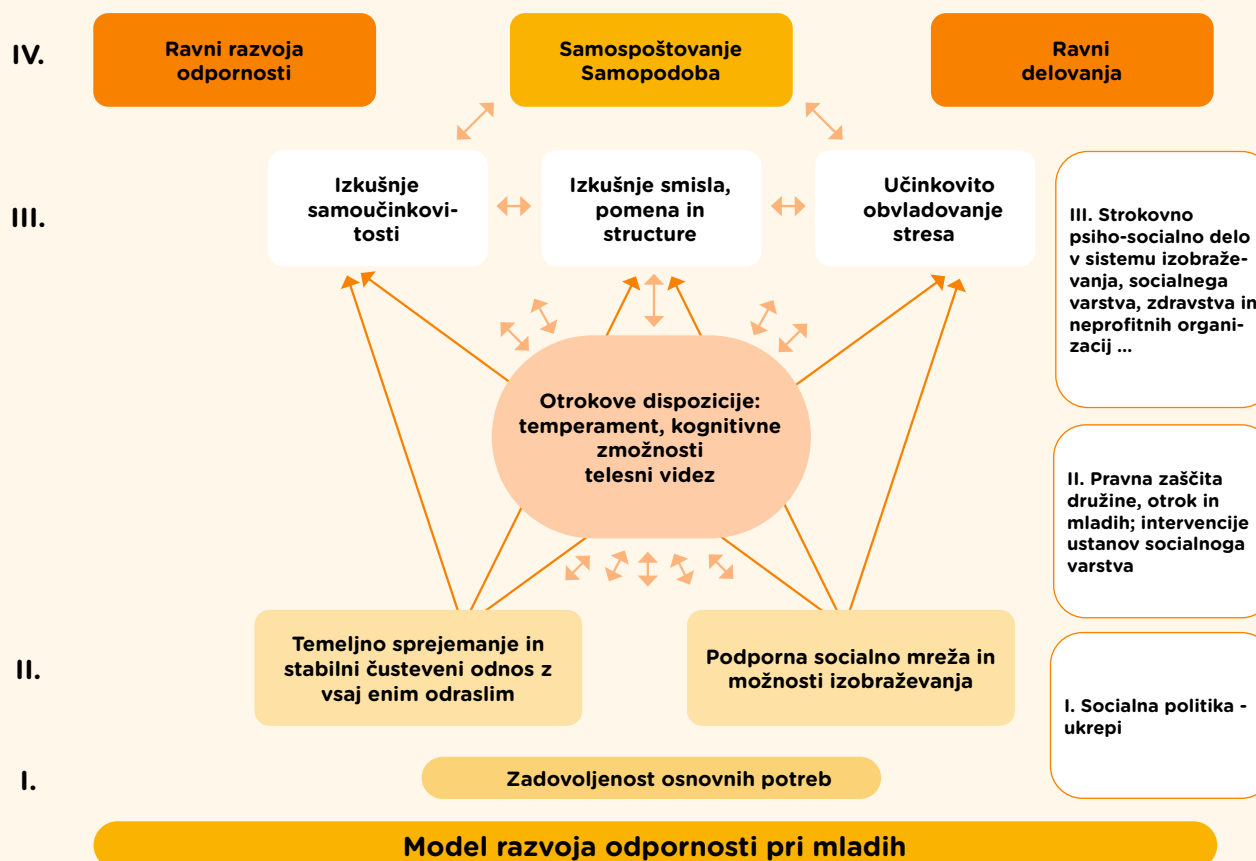 IV.
Ravni razvoja
odpornosti
Samospoštovanje
Samopodoba
Ravni
delovanja
III.
Izkušnje
samoučinkovi-
tosti
Izkušnje smisla,
pomena in
structure
Učinkovito
obvladovanje
stresa
III. Strokovno
psiho-socialno delo
v sistemu izobraže-
vanja, socialnega
varstva, zdravstva in
neprofitnih organi-
zacij ...
Otrokove dispozicije:
temperament, kognitivne
zmožnosti
telesni videz
II. Pravna zaščita
družine, otrok in
mladih; intervencije
ustanov socialnoga
varstva
II.
Temeljno sprejemanje in
stabilni čusteveni odnos z
vsaj enim odraslim
Podporna socialno mreža in
možnosti izobraževanja
I. Socialna politika -
ukrepi
I.
Zadovoljenost osnovnih potreb
Model razvoja odpornosti pri mladih